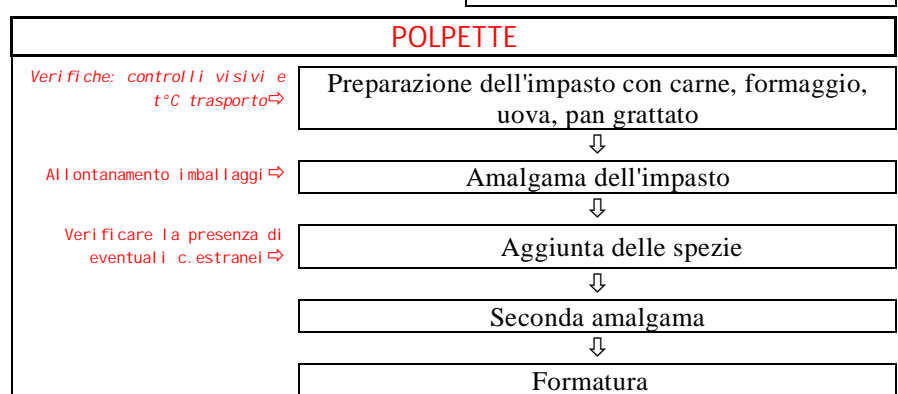 POLPETTE
Verifiche: controlli visivi e
t°C trasporto⇨
Preparazione dell'impasto con carne, formaggio,
uova, pan grattato
⇩
Allontanamento imballaggi⇨
Amalgama dell'impasto
⇩
Verificare la presenza di
eventuali c.estranei⇨
Aggiunta delle spezie
⇩
Seconda amalgama
⇩
Formatura